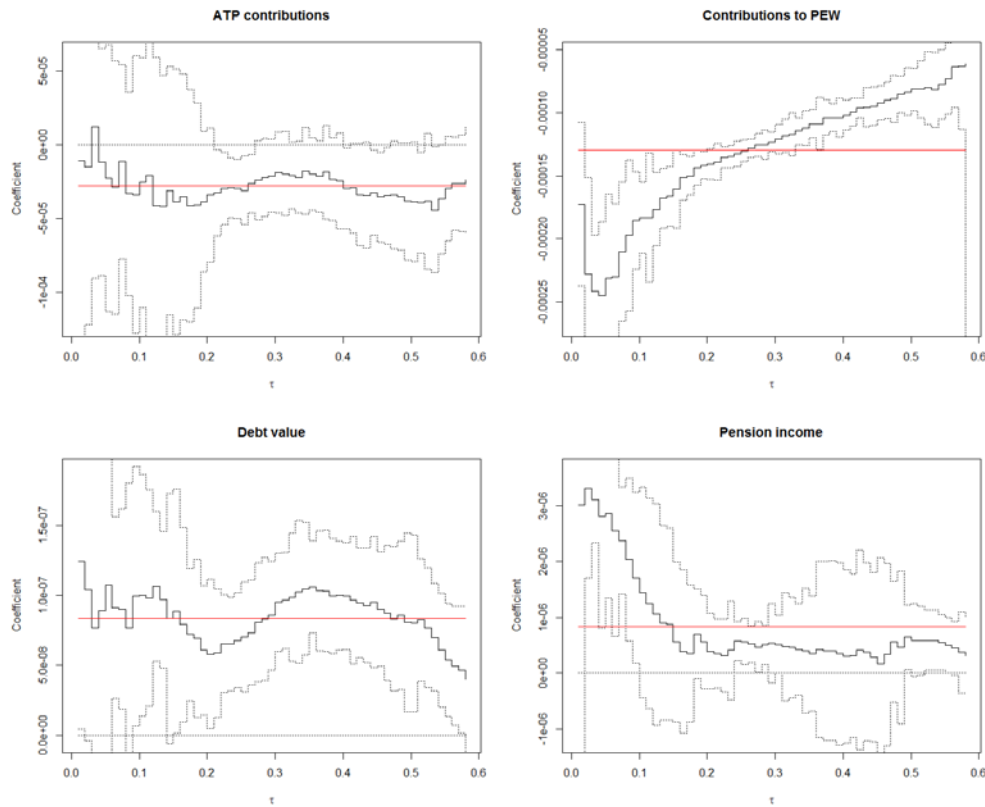 ATP contributions
Coefficient
5e-05
0e+00
-5e-05
-1e-04
0.0 0.1 0.2 0.3 0.4 0.5 0.6
τ
Contributions to PEW
Coefficient
-0.00005
-0.00010
-0.00015
-0.00020
-0.00025
0.0 0.1 0.2 0.3 0.4 0.5 0.6
τ
Debt value
Coefficient
1.5e-07
1.0e-07
5.0e-08
0.0e+00
0.0 0.1 0.2 0.3 0.4 0.5 0.6
τ
Pension income
Coefficient
3e-06
2e-06
1e-06
0e+00
-1e-06
0.0 0.1 0.2 0.3 0.4 0.5 0.6
τ